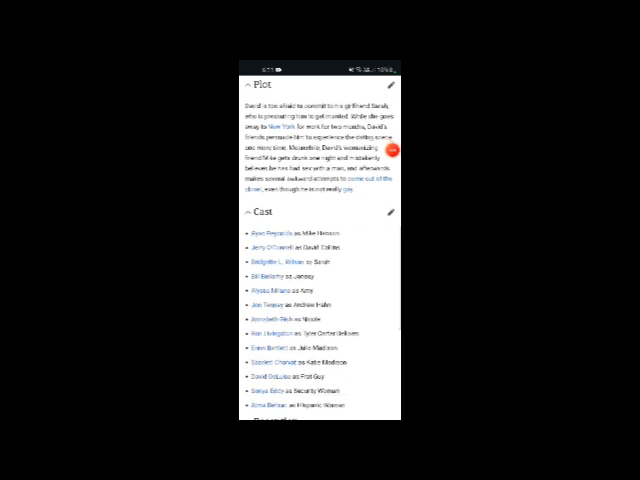 Plot
David is too afraid to commit to his girlfriend Sarah,
who is pressuring him to get married. While she goes
away to New York for work for two months, David's
friends persuade him to experience the dating scene
one more time. Meanwhile, David's womanizing
friend Mike gets drunk one night and mistakenly
believes he has had sex with a man, and afterwards
makes several awkward attempts to come out of the
closet, even though he is not really gay.
Cast
• Ryan Reynolds as Mike Hanson
• Jerry O'Connell as David Collins
• Bridgette L. Wilson as Sarah
• Bill Bellamy as Jonesy
• Alyssa Milano as Amy
• Jon Tenney as Andrew Hahn
• Annabeth Gish as Nicole
• Ron Livingston as Tyler Carter Bellows
• Eron Bartlett as Julie Madison
• Scarlett Chorvat as Katie Madison
• David DeLuise as Frat Guy
• Sonya Eddy as Security Woman
• Alma Beltran as Hispanic Woman